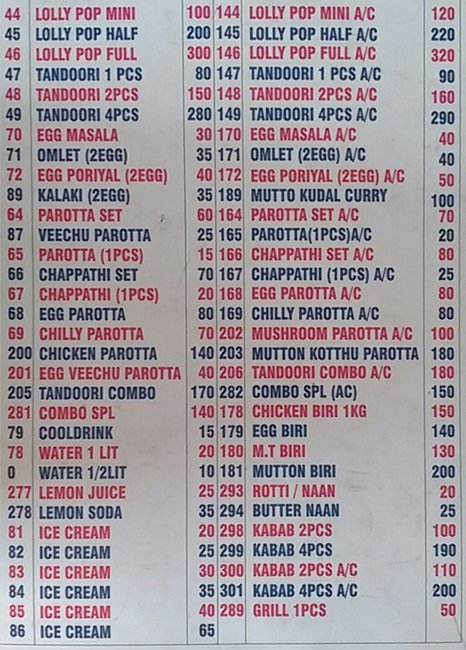 44 LOLLY POP MINI 100 144 LOLLY POP MINI A/C 120
45 LOLLY POP HALF 200 145 LOLLY POP HALF A/C 220
46 LOLLY POP FULL 300 146 LOLLY POP FULL A/C 320
47 TANDOORI 1 PCS 80 147 TANDOORI 1 PCS A/C 90
48 TANDOORI 2PCS 150 148 TANDOORI 2PCS A/C 160
49 TANDOORI 4PCS 280 149 TANDOORI 4PCS A/C 290
70 EGG MASALA 30 170 EGG MASALA A/C 40
71 OMLET (2EGG) 35 171 OMLET (2EGG) A/C 40
72 EGG PORIYAL (2EGG) 40 172 EGG PORIYAL (2EGG) A/C 50
89 KALAKI (2EGG) 35 189 MUTTO KUDAL CURRY 100
64 PAROTTA SET 60 164 PAROTTA SET A/C 70
87 VEECHU PAROTTA 25 165 PAROTTA(1PCS)A/C 20
65 PAROTTA (1PCS) 15 166 CHAPPATHI SET A/C 80
66 CHAPPATHI SET 70 167 CHAPPATHI (1PCS) A/C 25
67 CHAPPATHI (1PCS) 20 168 EGG PAROTTA A/C 80
68 EGG PAROTTA 80 169 CHILLY PAROTTA A/C 80
69 CHILLY PAROTTA 70 202 MUSHROOM PAROTTA A/C 100
200 CHICKEN PAROTTA 140 203 MUTTON KOTTHU PAROTTA 180
201 EGG VEECHU PAROTTA 40 206 TANDOORI COMBO A/C 180
205 TANDOORI COMBO 170 282 COMBO SPL (AC) 150
281 COMBO SPL 140 178 CHICKEN BIRI 1KG 150
79 COOLDRINK 15 179 EGG BIRI 140
78 WATER 1 LIT 20 180 M.T BIRI 130
0 WATER 1/2LIT 10 181 MUTTON BIRI 200
277 LEMON JUICE 25 293 ROTTI / NAAN 20
278 LEMON SODA 35 294 BUTTER NAAN 25
81 ICE CREAM 20 298 KABAB 2PCS 100
82 ICE CREAM 25 299 KABAB 4PCS 190
83 ICE CREAM 30 300 KABAB 2PCS A/C 110
84 ICE CREAM 35 301 KABAB 4PCS A/C 200
85 ICE CREAM 40 289 GRILL 1PCS 50
86 ICE CREAM 65